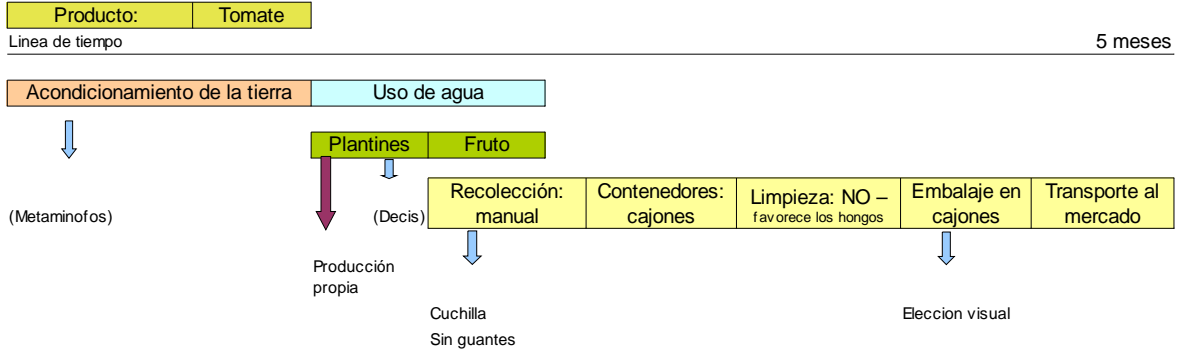 Producto: Tomate
Linea de tiempo 5 meses
Acondicionamiento de la tierra Uso de agua
Plantines Fruto
Recolección: manual
Contenedores: cajones
Limpieza: NO –
favorece los hongos
Embalaje en cajones
Transporte al mercado
(Metaminofos)
(Decis)
Producción
propia
Cuchilla
Sin guantes
Eleccion visual